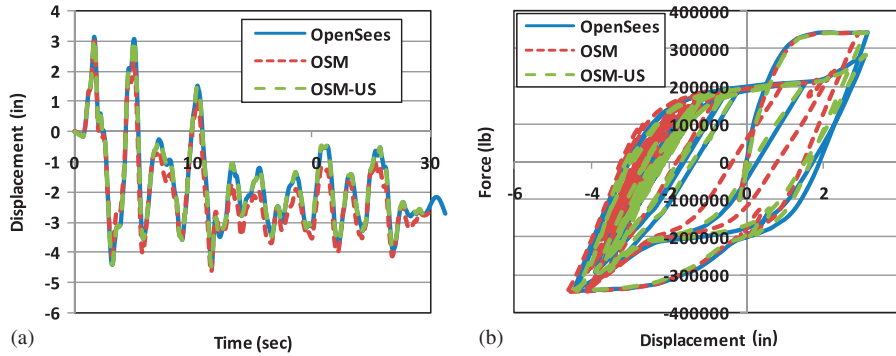 4
3
2
1
0
-1
-2
-3
-4
-5
-6
0
10
0
30
Displacement (in)
Time (sec)
OpenSees
OSM
OSM-US
(a)
400000
300000
200000
100000
0
-100000
-200000
-300000
-400000
-6
-4
-2
0
2
Force (lb)
Displacement (in)
OpenSees
OSM
OSM-US
(b)